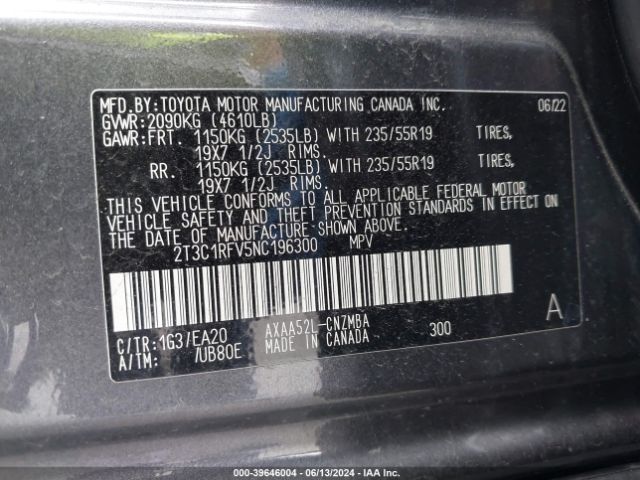 MFD.BY:TOYOTA MOTOR MANUFACTURING CANADA INC. 06/22
GVWR:2090KG (4610LB)
GAWR:FRT. 1150KG (2535LB) WITH 235/55R19 TIRES,
19X7 1/2J RIMS.
RR. 1150KG (2535LB) WITH 235/55R19 TIRES,
19X7 1/2J RIMS.
THIS VEHICLE CONFORMS TO ALL APPLICABLE FEDERAL MOTOR
VEHICLE SAFETY AND THEFT PREVENTION STANDARDS IN EFFECT ON
THE DATE OF MANUFACTURE SHOWN ABOVE.
2T3C1RFV5NC196300 MPV
C/TR:1G3/EA20 AXAA52L-CNZMBA 300 A
A/TM: /UB80E MADE IN CANADA
000-39646004 - 06/13/2024 - IAA Inc.